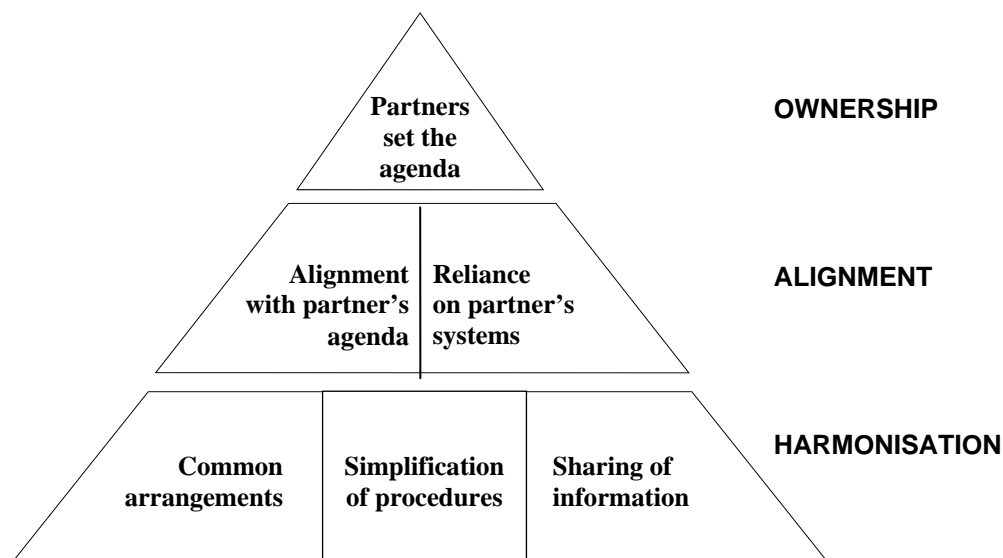 Partners
set the
agenda
OWNERSHIP
Alignment
with partner’s
agenda
Reliance
on partner’s
systems
ALIGNMENT
Common
arrangements
Simplification
of procedures
Sharing of
information
HARMONISATION